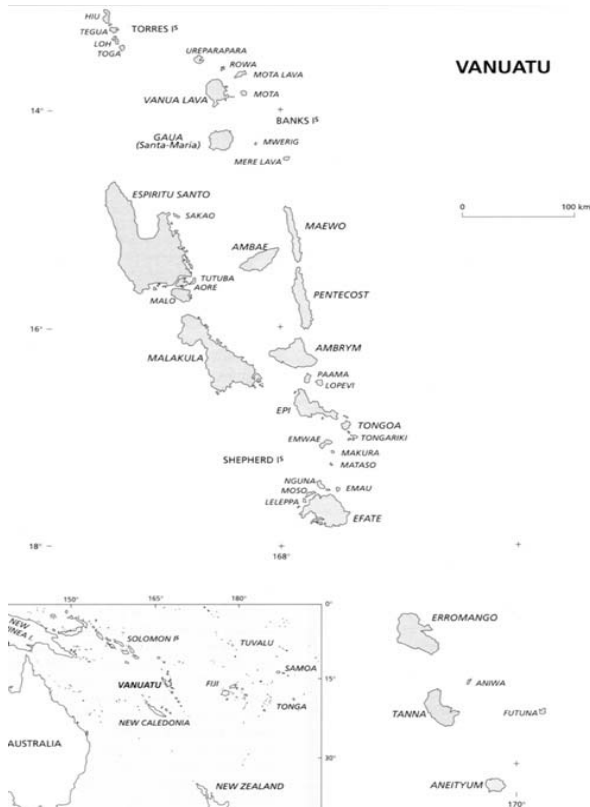 HIU
TEGUA
TORRES Iˢ
LOH
TOGA
UREPARAPARA
ROWA
MOTA LAVA
VANUATU
VANUA LAVA
MOTA
14°
BANKS Iˢ
GAUA
(Santa-Maria)
MWERIG
MERE LAVA
ESPIRITU SANTO
SAKAO
0
100 km
MAEWO
AMBAE
TUTUBA
AORE
MALO
PENTECOST
16°
MALAKULA
AMBRYM
PAAMA
LOPEVI
EPI
TONGOA
TONGARIKI
EMWAE
MAKURA
SHEPHERD Iˢ
MATASO
NGUNA
MOSO
EMAU
LELEPPA
EFATE
18°
168°
150°
165°
180°
0°
NEW
INEA I.
SOLOMON Iˢ
TUVALU
SAMOA
VANUATU
FIJI
15°
TONGA
NEW CALEDONIA
AUSTRALIA
30°
NEW ZEALAND
ERROMANGO
ANIWA
TANNA
FUTUNA
ANEITYUM
170°